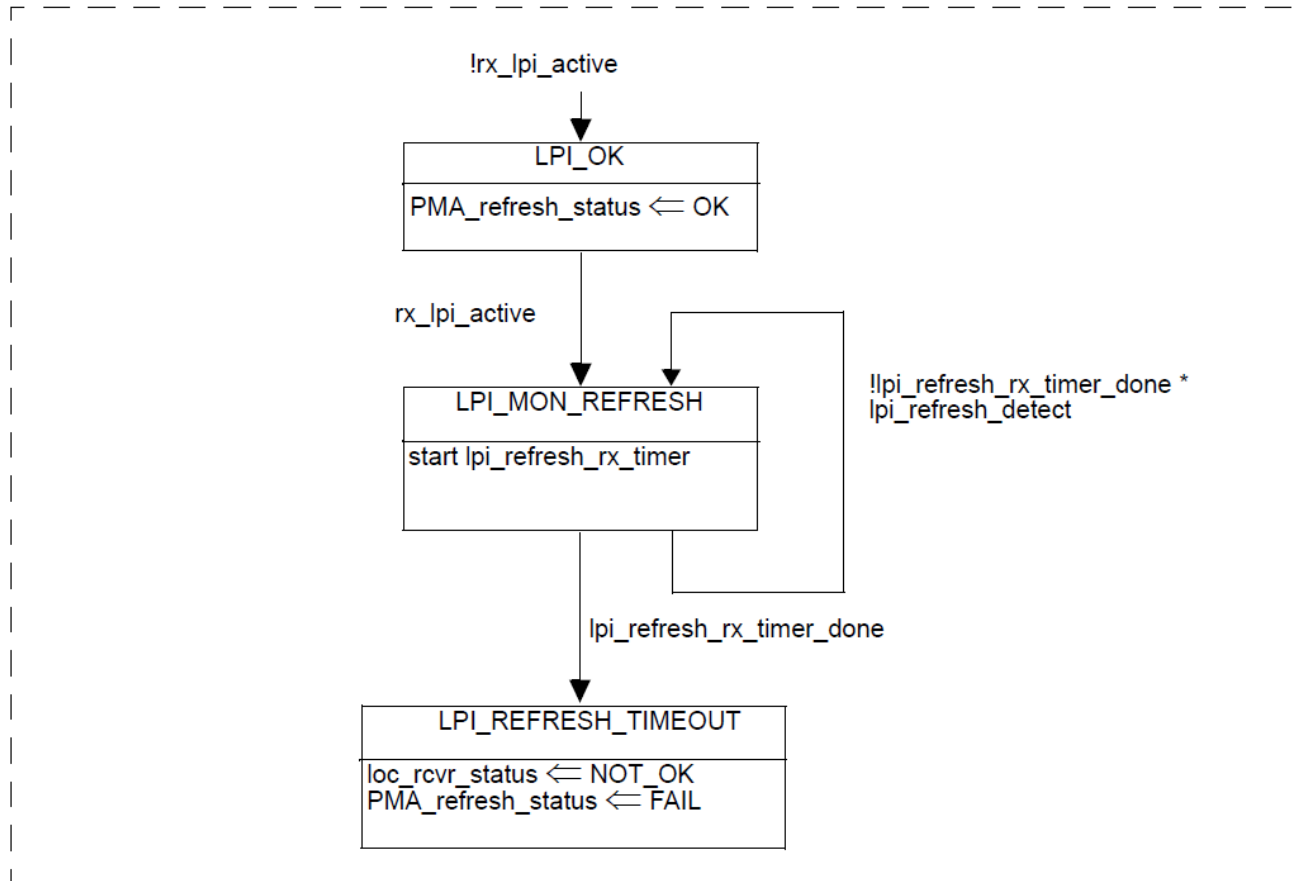 !rx_lpi_active
LPI_OK
PMA_refresh_status ⇐ OK
rx_lpi_active
LPI_MON_REFRESH
start lpi_refresh_rx_timer
!lpi_refresh_rx_timer_done *
lpi_refresh_detect
lpi_refresh_rx_timer_done
LPI_REFRESH_TIMEOUT
loc_rcvr_status ⇐ NOT_OK
PMA_refresh_status ⇐ FAIL